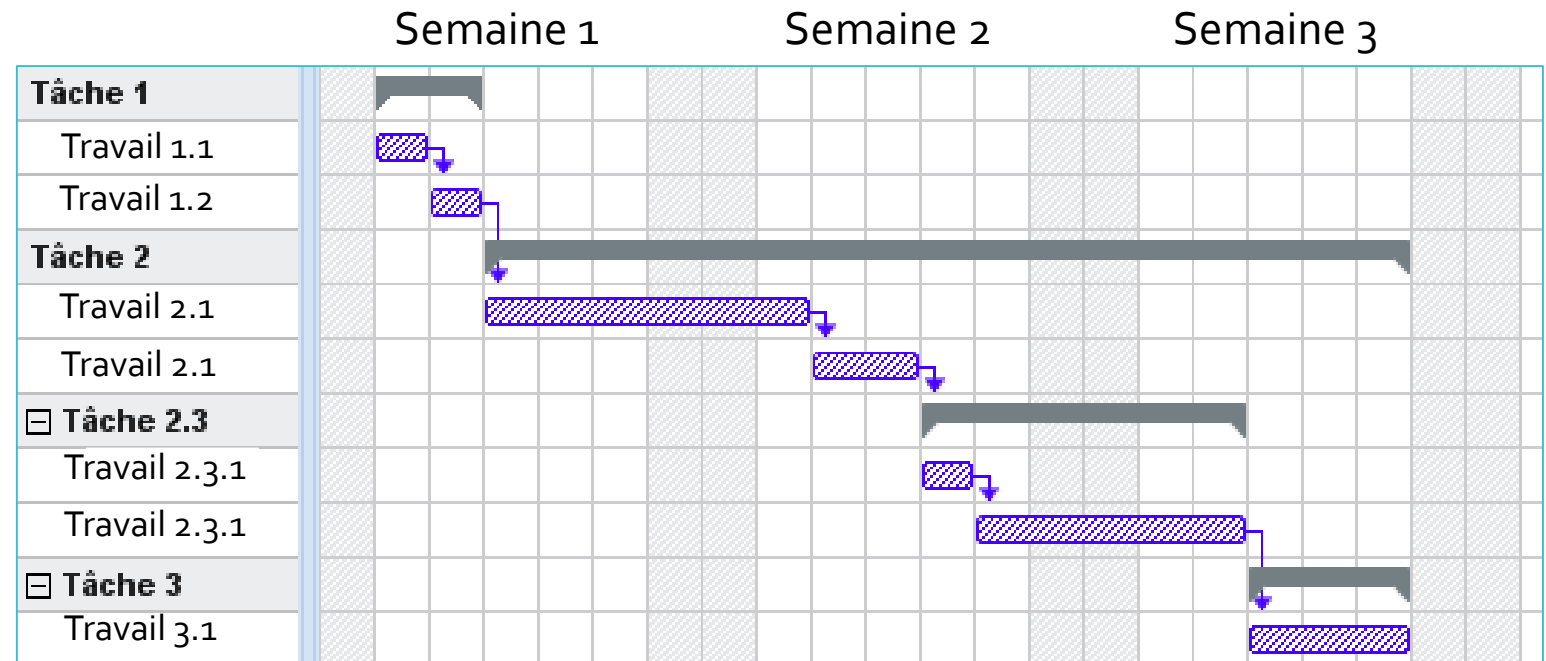 Semaine 1 Semaine 2 Semaine 3
Tâche 1
Travail 1.1
Travail 1.2
Tâche 2
Travail 2.1
Travail 2.1
Tâche 2.3
Travail 2.3.1
Travail 2.3.1
Tâche 3
Travail 3.1